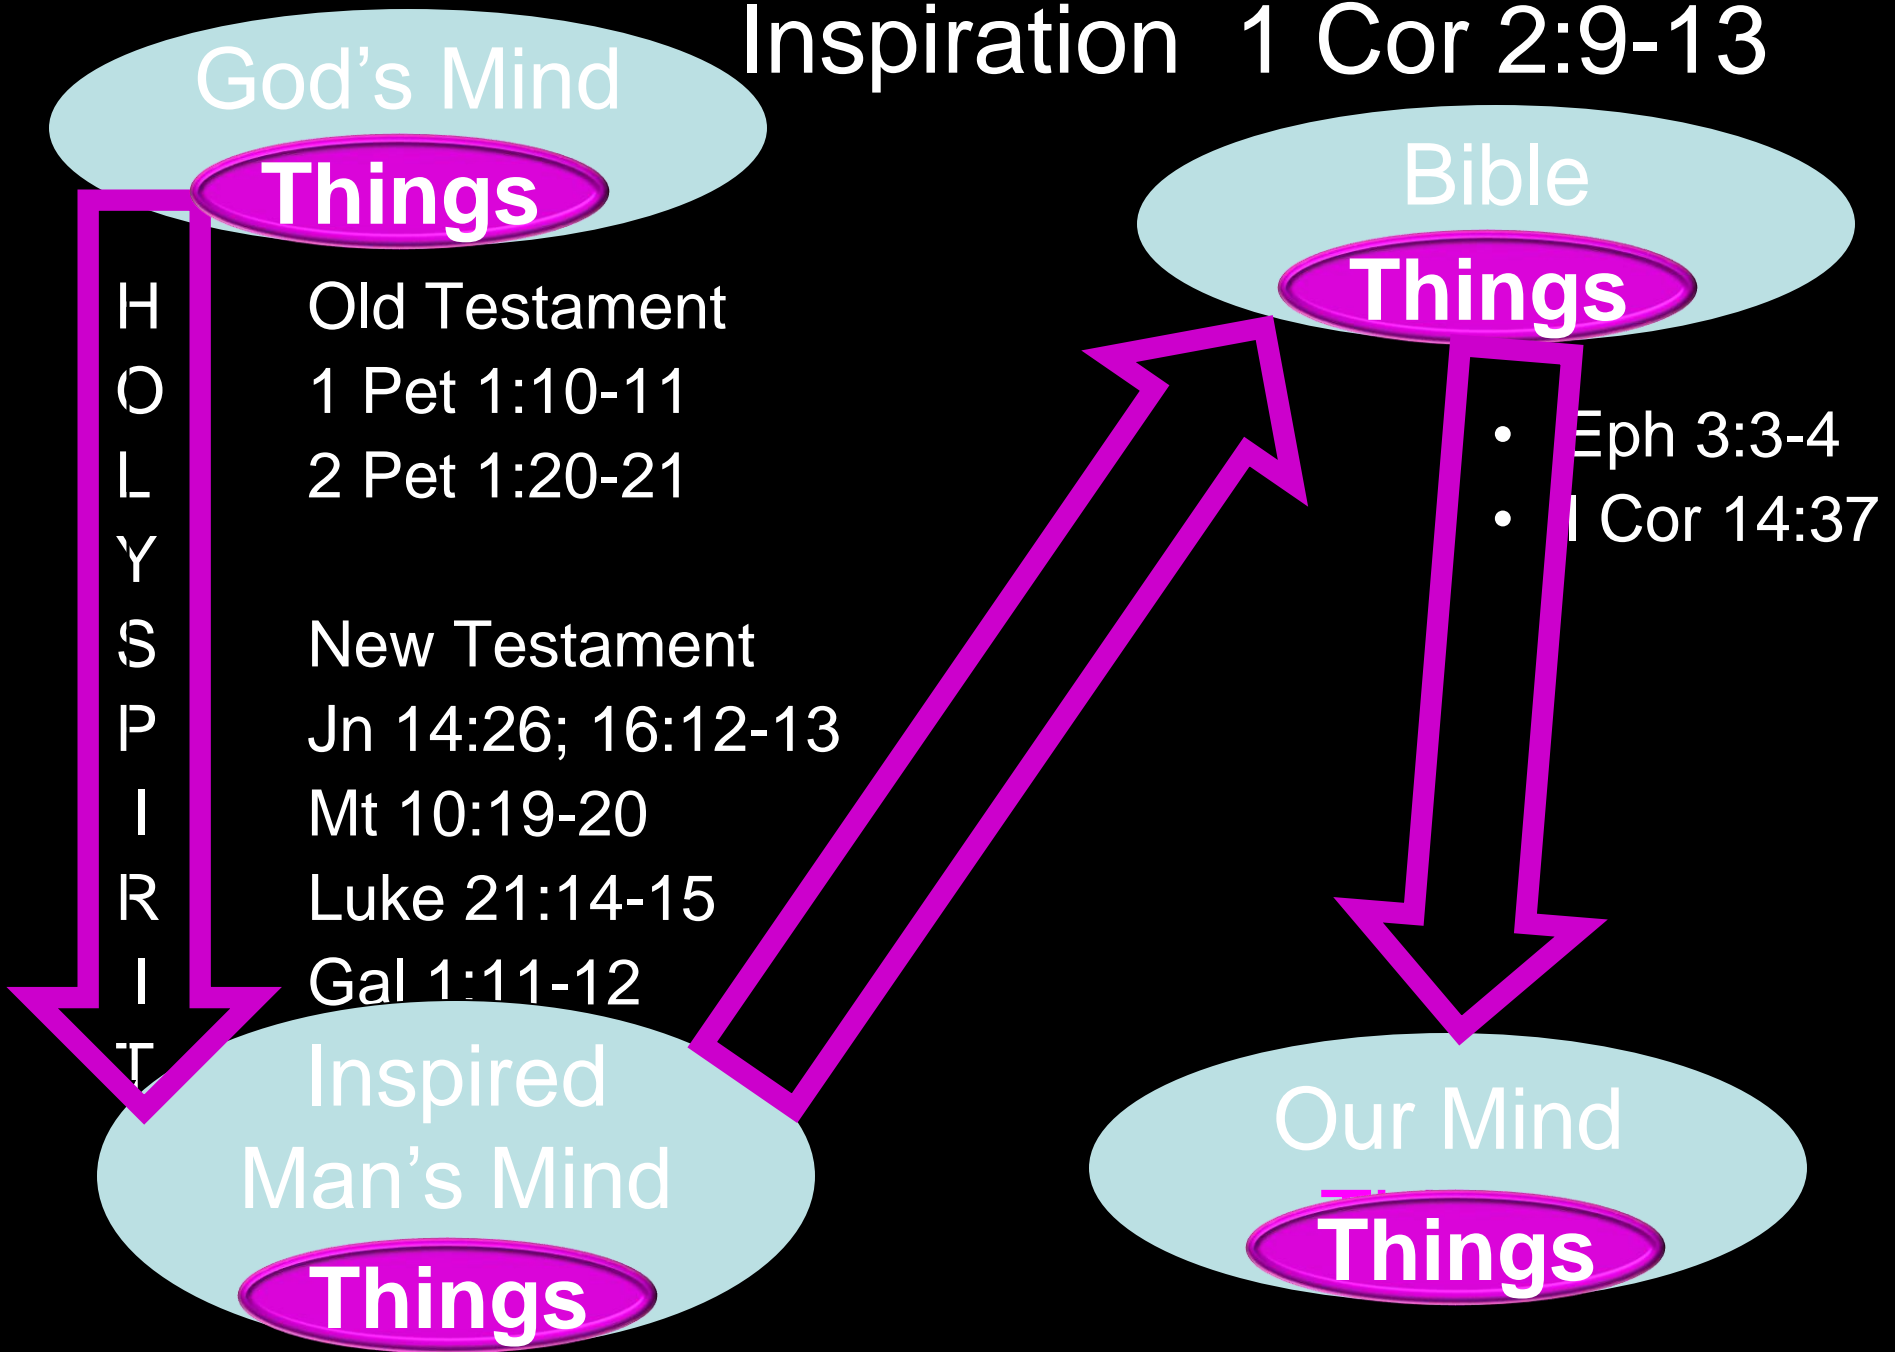 Inspiration 1 Cor 2:9-13
God's Mind
Things
HOLY SPIRIT
Old Testament
1 Pet 1:10-11
2 Pet 1:20-21
New Testament
Jn 14:26; 16:12-13
Mt 10:19-20
Luke 21:14-15
Gal 1:11-12
Inspired
Man's Mind
Things
Bible
Things
• Eph 3:3-4
• I Cor 14:37
Our Mind
Things